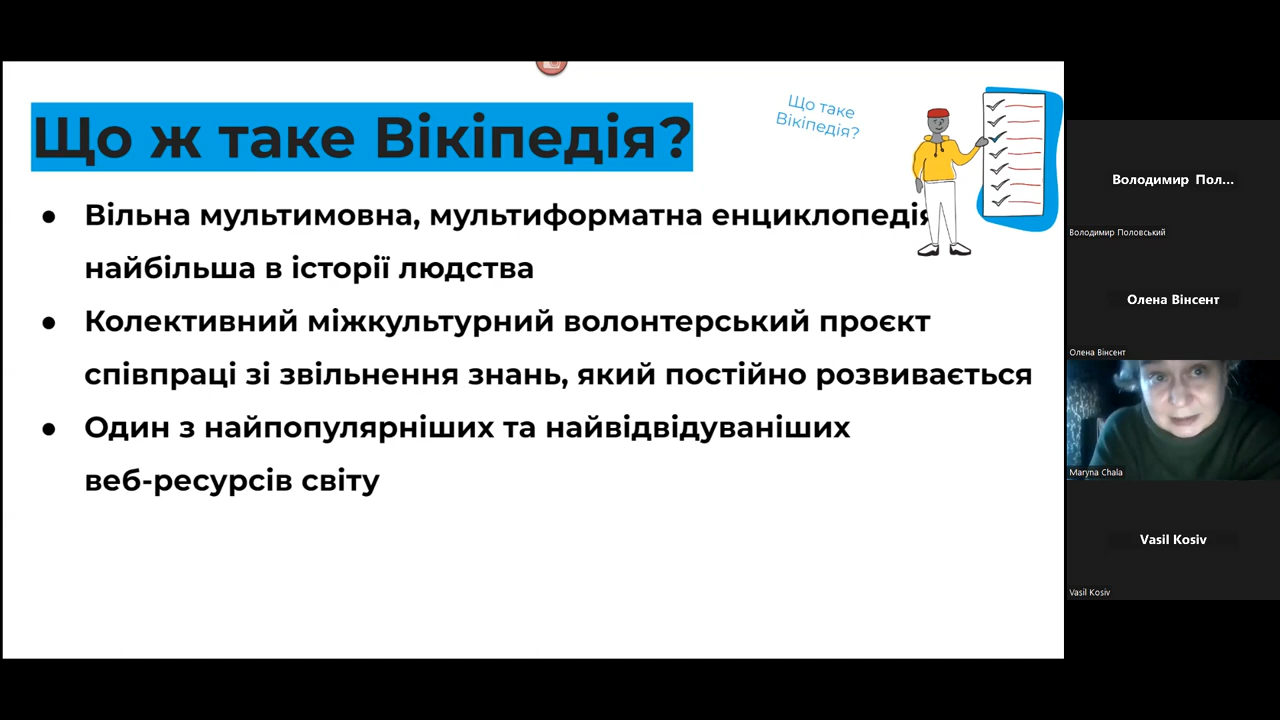 Що ж таке Вікіпедія?
Що таке
Вікіпедія?
● Вільна мультимовна, мультиформатна енциклопедія
найбільша в історії людства
● Колективний міжкультурний волонтерський проєкт
співпраці зі звільнення знань, який постійно розвивається
● Один з найпопулярніших та найвідвідуваніших
веб-ресурсів світу
Володимир Пол...
Володимир Половський
Олена Вінсент
Олена Вінсент
Maryna Chala
Vasil Kosiv
Vasil Kosiv